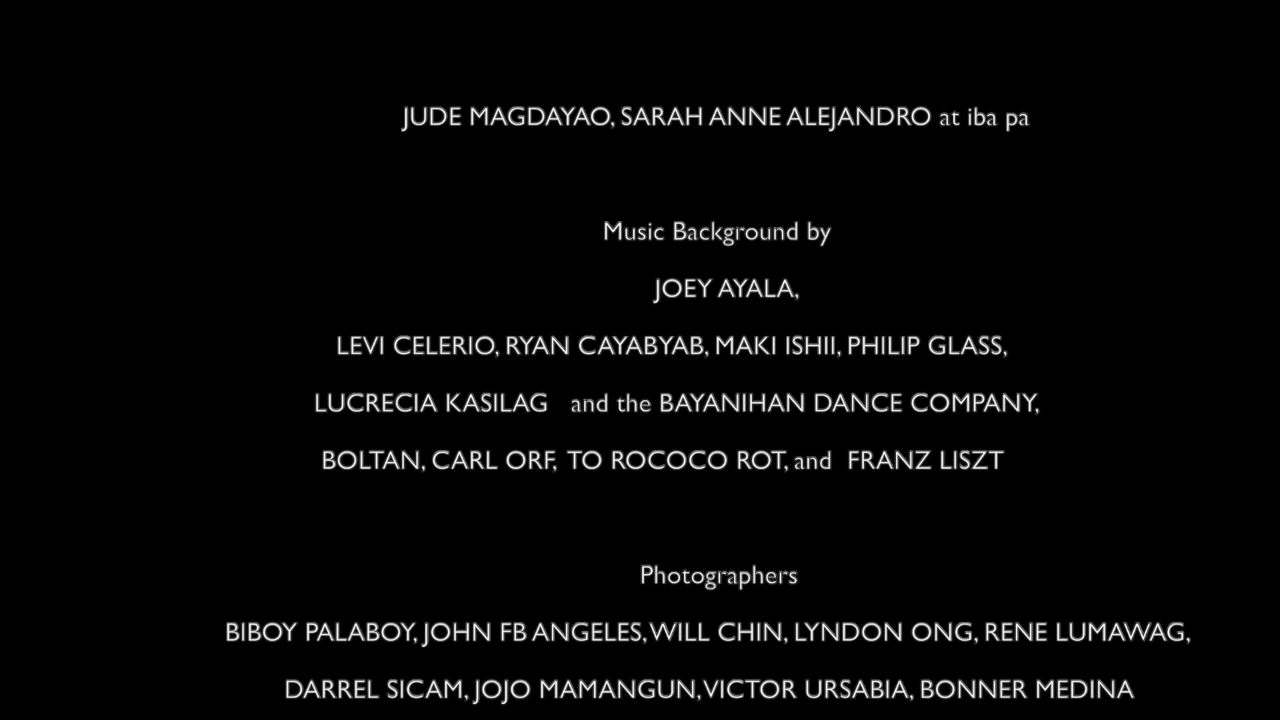 JUDE MAGDAYAO, SARAH ANNE ALEJANDRO at iba pa
Music Background by
JOEY AYALA,
LEVI CELERIO, RYAN CAYABYAB, MAKI ISHII, PHILIP GLASS,
LUCRECIA KASILAG and the BAYANIHAN DANCE COMPANY,
BOLTAN, CARL ORF, TO ROCOCO ROT, and FRANZ LISZT
Photographers
BIBOY PALABOY, JOHN FB ANGELES, WILL CHIN, LYNDON ONG, RENE LUMAWAG,
DARREL SICAM, JOJO MAMANGUN, VICTOR URSABIA, BONNER MEDINA